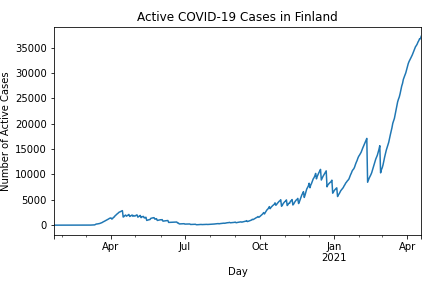 Active COVID-19 Cases in Finland
Number of Active Cases
35000
30000
25000
20000
15000
10000
5000
0
Apr
Jul
Oct
Jan
2021
Apr
Day